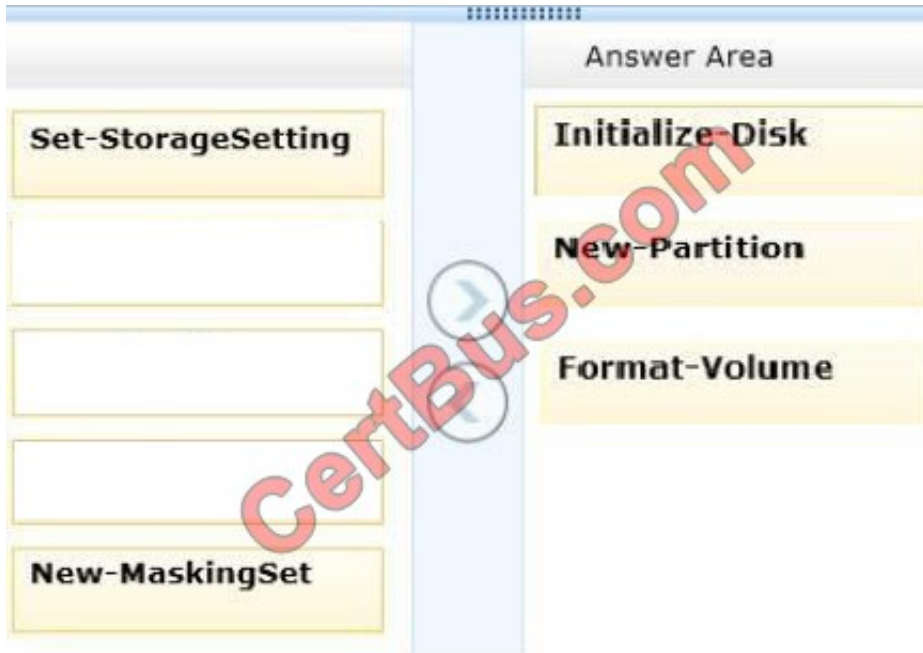 Answer Area
Set-StorageSetting
Initialize-Disk
New-Partition
Format-Volume
New-MaskingSet
CertBus.com